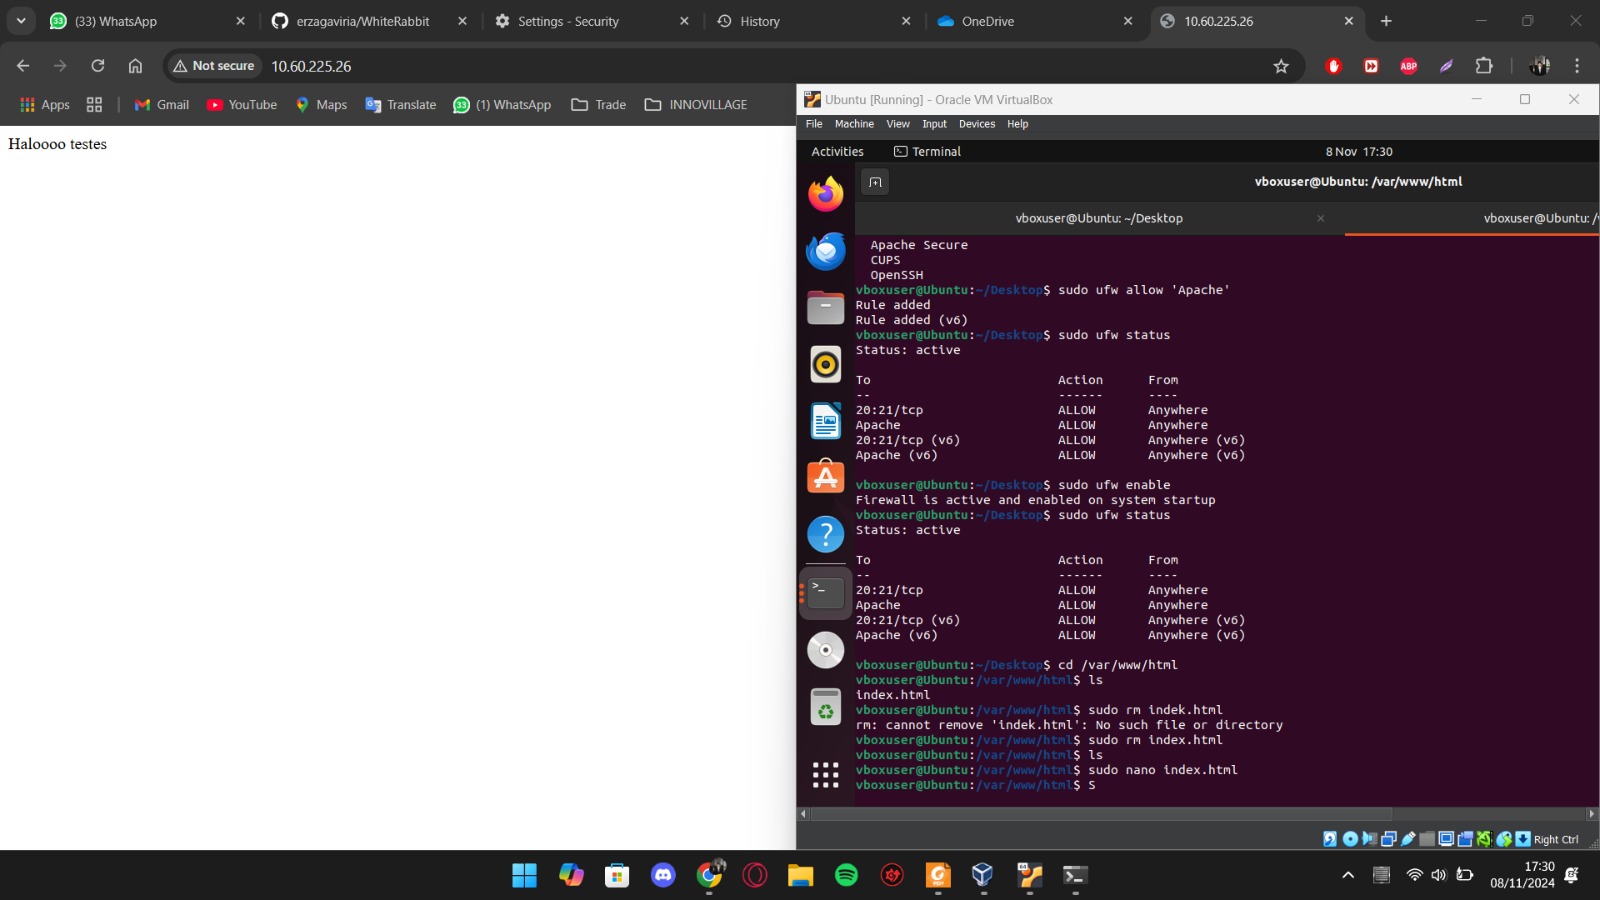 (33) WhatsApp
erzagaviria/WhiteRabbit
Settings - Security
History
OneDrive
10.60.225.26
Not secure
10.60.225.26
ABP
Apps
Gmail
YouTube
Maps
Translate
(1) WhatsApp
Trade
INNOVILLAGE
Haloooo testes
Ubuntu [Running] - Oracle VM VirtualBox
File Machine View Input Devices Help
Activities
Terminal
8 Nov 17:30
vboxuser@Ubuntu: /var/www/html
vboxuser@Ubuntu: ~/Desktop
vboxuser@Ubuntu: /v
Apache Secure
CUPS
OpenSSH
vboxuser@Ubuntu:~/Desktop$ sudo ufw allow 'Apache'
Rule added
Rule added (v6)
vboxuser@Ubuntu:~/Desktop$ sudo ufw status
Status: active
To Action From
-- ------ ----
20:21/tcp ALLOW Anywhere
Apache ALLOW Anywhere
20:21/tcp (v6) ALLOW Anywhere (v6)
Apache (v6) ALLOW Anywhere (v6)
vboxuser@Ubuntu:~/Desktop$ sudo ufw enable
Firewall is active and enabled on system startup
vboxuser@Ubuntu:~/Desktop$ sudo ufw status
Status: active
To Action From
-- ------ ----
20:21/tcp ALLOW Anywhere
Apache ALLOW Anywhere
20:21/tcp (v6) ALLOW Anywhere (v6)
Apache (v6) ALLOW Anywhere (v6)
vboxuser@Ubuntu:~/Desktop$ cd /var/www/html
vboxuser@Ubuntu:/var/www/html$ ls
index.html
vboxuser@Ubuntu:/var/www/html$ sudo rm indek.html
rm: cannot remove 'indek.html': No such file or directory
vboxuser@Ubuntu:/var/www/html$ sudo rm index.html
vboxuser@Ubuntu:/var/www/html$ ls
vboxuser@Ubuntu:/var/www/html$ sudo nano index.html
vboxuser@Ubuntu:/var/www/html$ S
Right Ctrl
17:30
08/11/2024